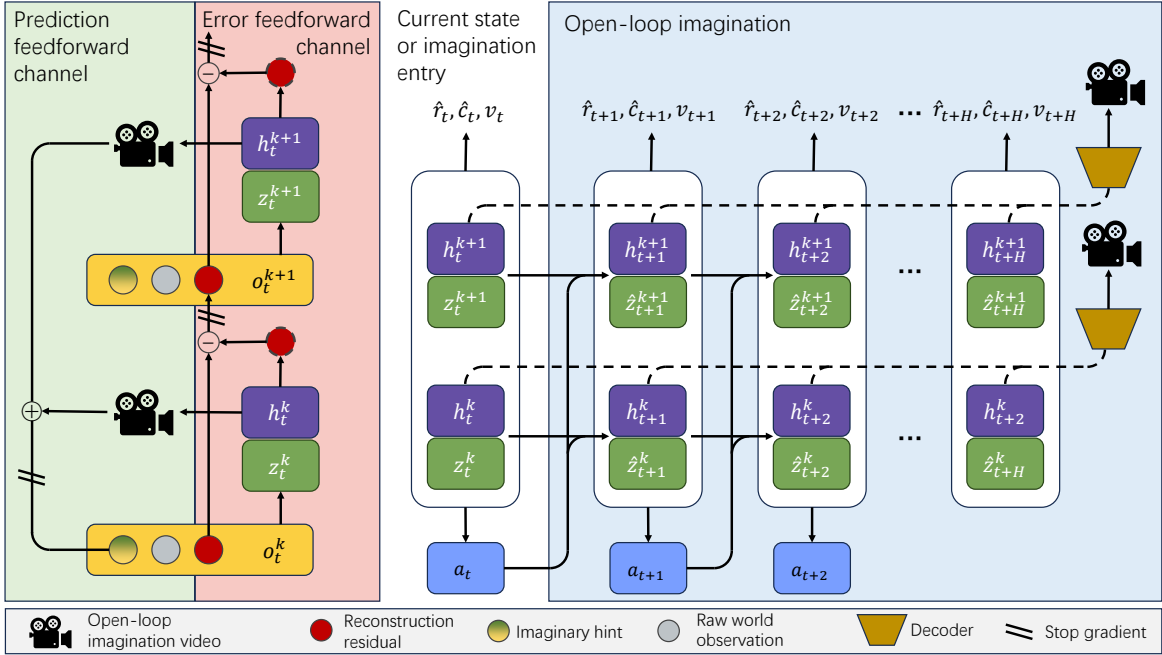 Prediction
feedforward
channel
Error feedforward
channel
Current state
or imagination
entry
Open-loop imagination
h_t^{k+1}
z_t^{k+1}
o_t^{k+1}
h_t^k
z_t^k
o_t^k
−
−
+
r̂_t, ĉ_t, v_t
r̂_{t+1}, ĉ_{t+1}, v_{t+1}
r̂_{t+2}, ĉ_{t+2}, v_{t+2}
...
r̂_{t+H}, ĉ_{t+H}, v_{t+H}
h_t^{k+1}
h_{t+1}^{k+1}
h_{t+2}^{k+1}
h_{t+H}^{k+1}
...
z_t^{k+1}
ẑ_{t+1}^{k+1}
ẑ_{t+2}^{k+1}
ẑ_{t+H}^{k+1}
h_t^k
h_{t+1}^k
h_{t+2}^k
h_{t+2}^k
...
z_t^k
ẑ_{t+1}^k
ẑ_{t+2}^k
ẑ_{t+H}^k
a_t
a_{t+1}
a_{t+2}
Open-loop
imagination video
Reconstruction
residual
Imaginary hint
Raw world
observation
Decoder
Stop gradient